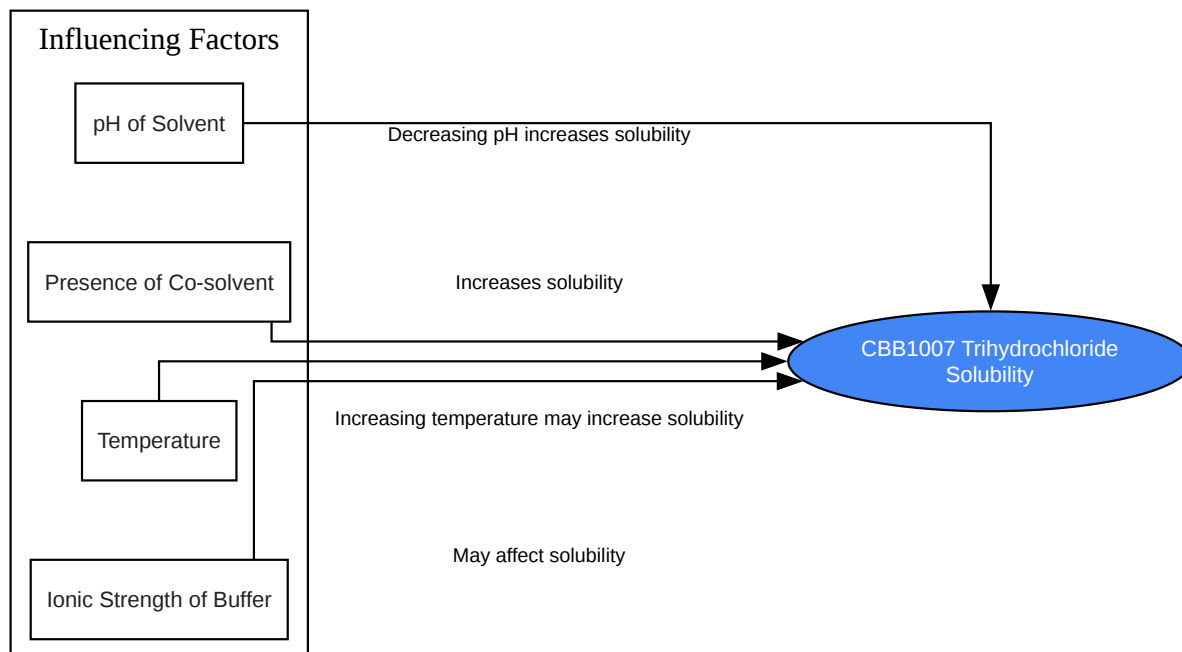 Influencing Factors
pH of Solvent
Decreasing pH increases solubility
Presence of Co-solvent
Increases solubility
CBB1007 Trihydrochloride
Solubility
Increasing temperature may increase solubility
Temperature
May affect solubility
Ionic Strength of Buffer